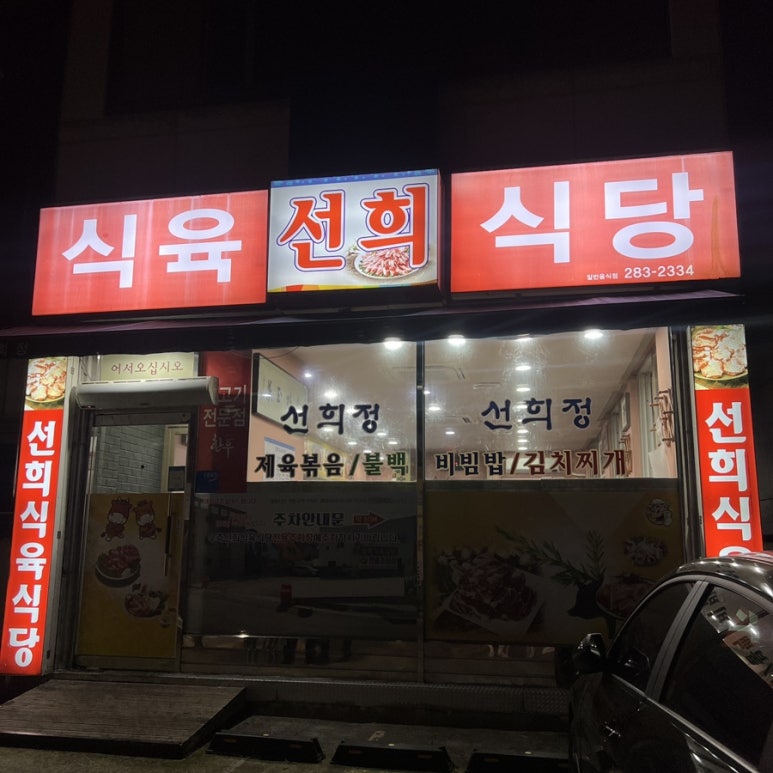 식육 선희 식당
일반음식점 283-2334
어서오십시오
전문점
선희정
제육볶음/불백
선희정
비빔밥/김치찌개
주차안내문
선희식육식당
선희식육